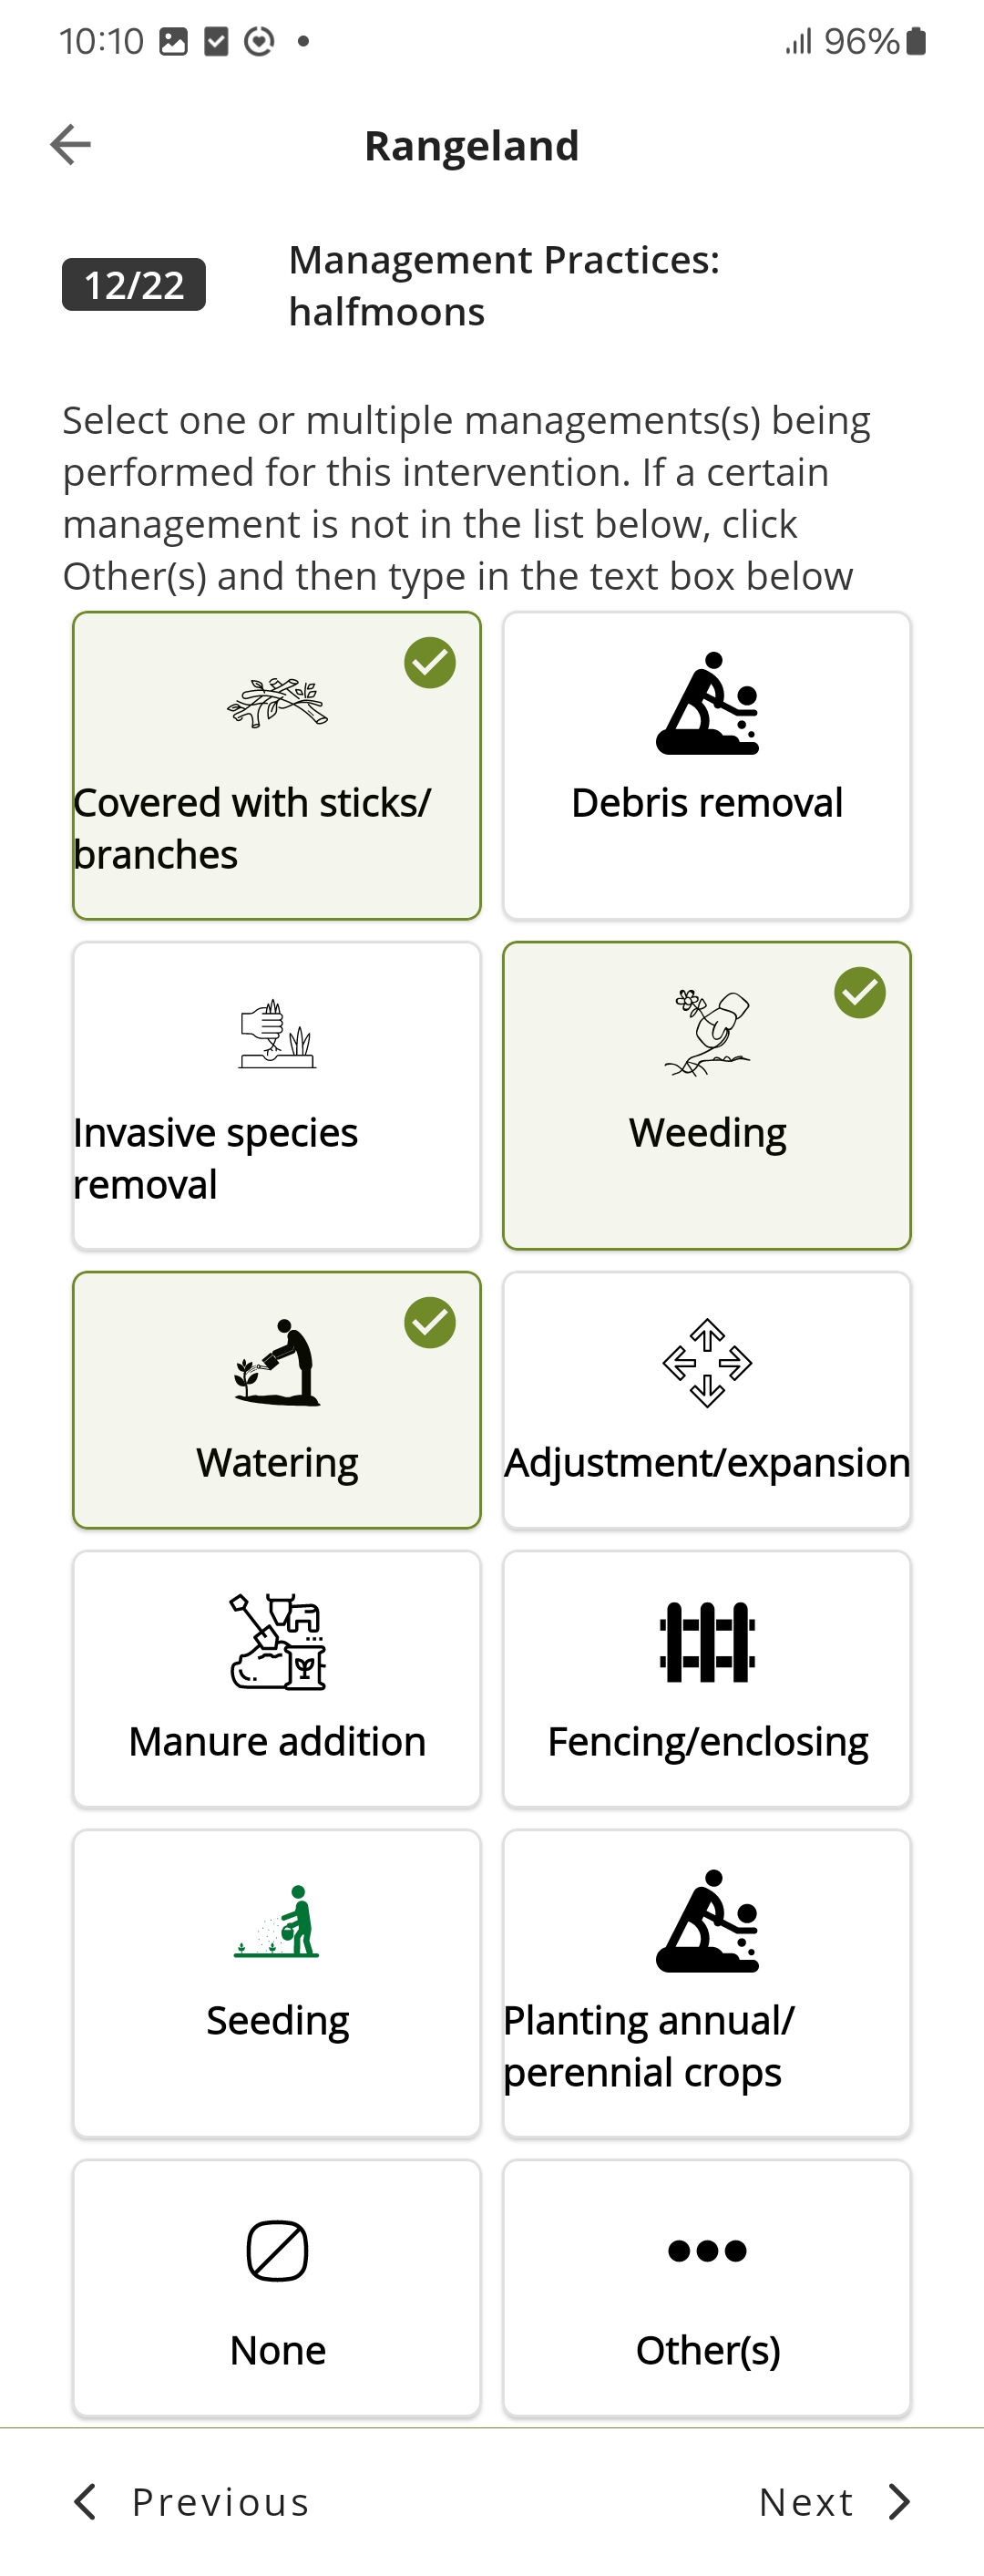 10:10
96%
Rangeland
12/22
Management Practices:
halfmoons
Select one or multiple managements(s) being
performed for this intervention. If a certain
management is not in the list below, click
Other(s) and then type in the text box below
Covered with sticks/
branches
Debris removal
Invasive species
removal
Weeding
Watering
Adjustment/expansion
Manure addition
Fencing/enclosing
Seeding
Planting annual/
perennial crops
None
Other(s)
Previous
Next